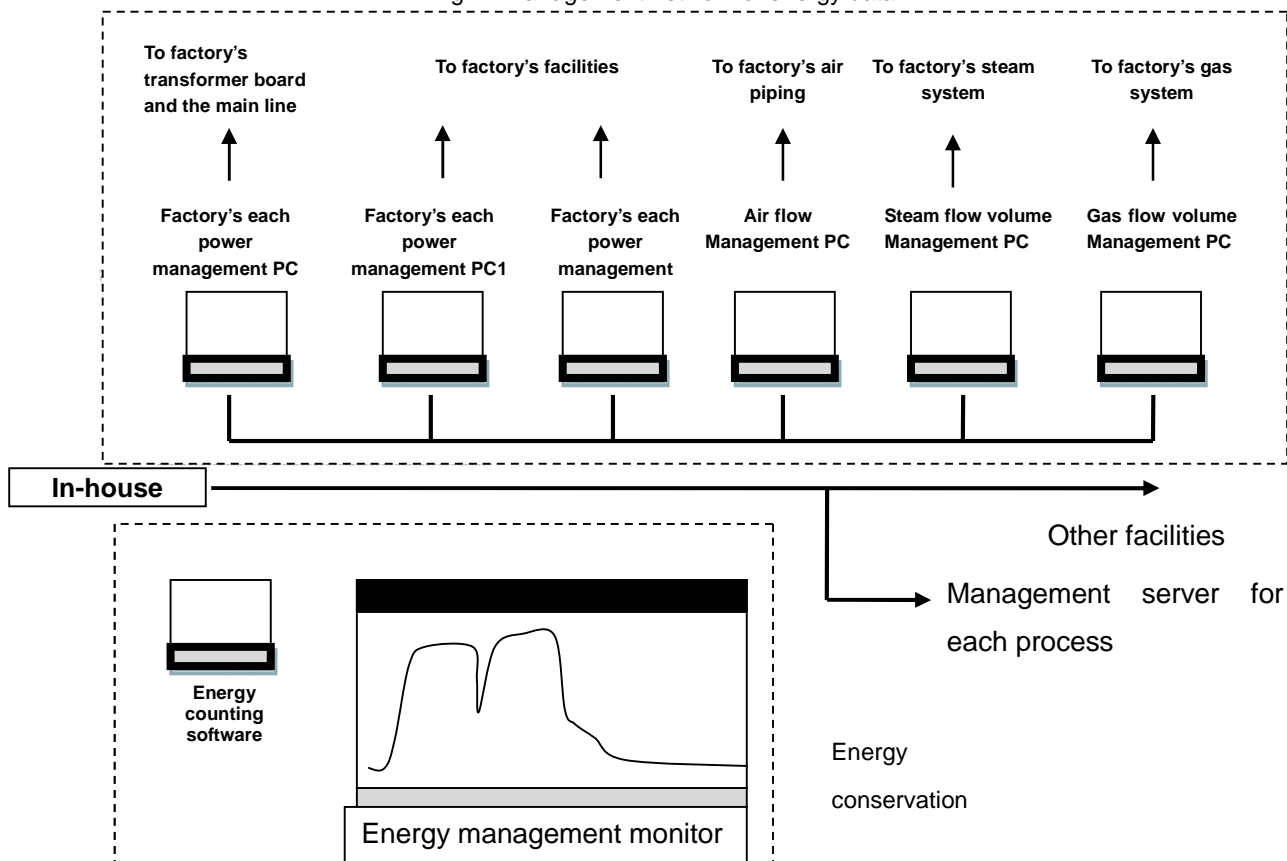 To factory's
transformer board
and the main line
To factory's facilities
To factory's air
piping
To factory's steam
system
To factory's gas
system
Factory's each
power
management PC
Factory's each
power
management PC1
Factory's each
power
management
Air flow
Management PC
Steam flow volume
Management PC
Gas flow volume
Management PC
In-house
Other facilities
Management server for
each process
Energy
counting
software
Energy management monitor
Energy
conservation